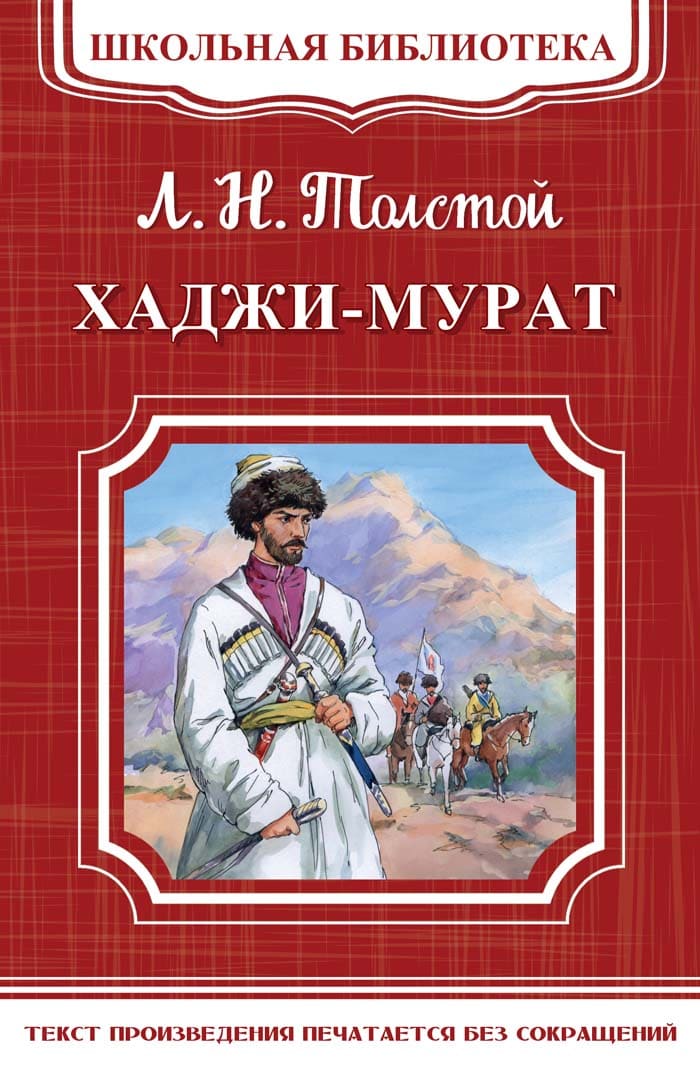 ШКОЛЬНАЯ БИБЛИОТЕКА
Л. Н. Толстой
ХАДЖИ-МУРАТ
ТЕКСТ ПРОИЗВЕДЕНИЯ ПЕЧАТАЕТСЯ БЕЗ СОКРАЩЕНИЙ